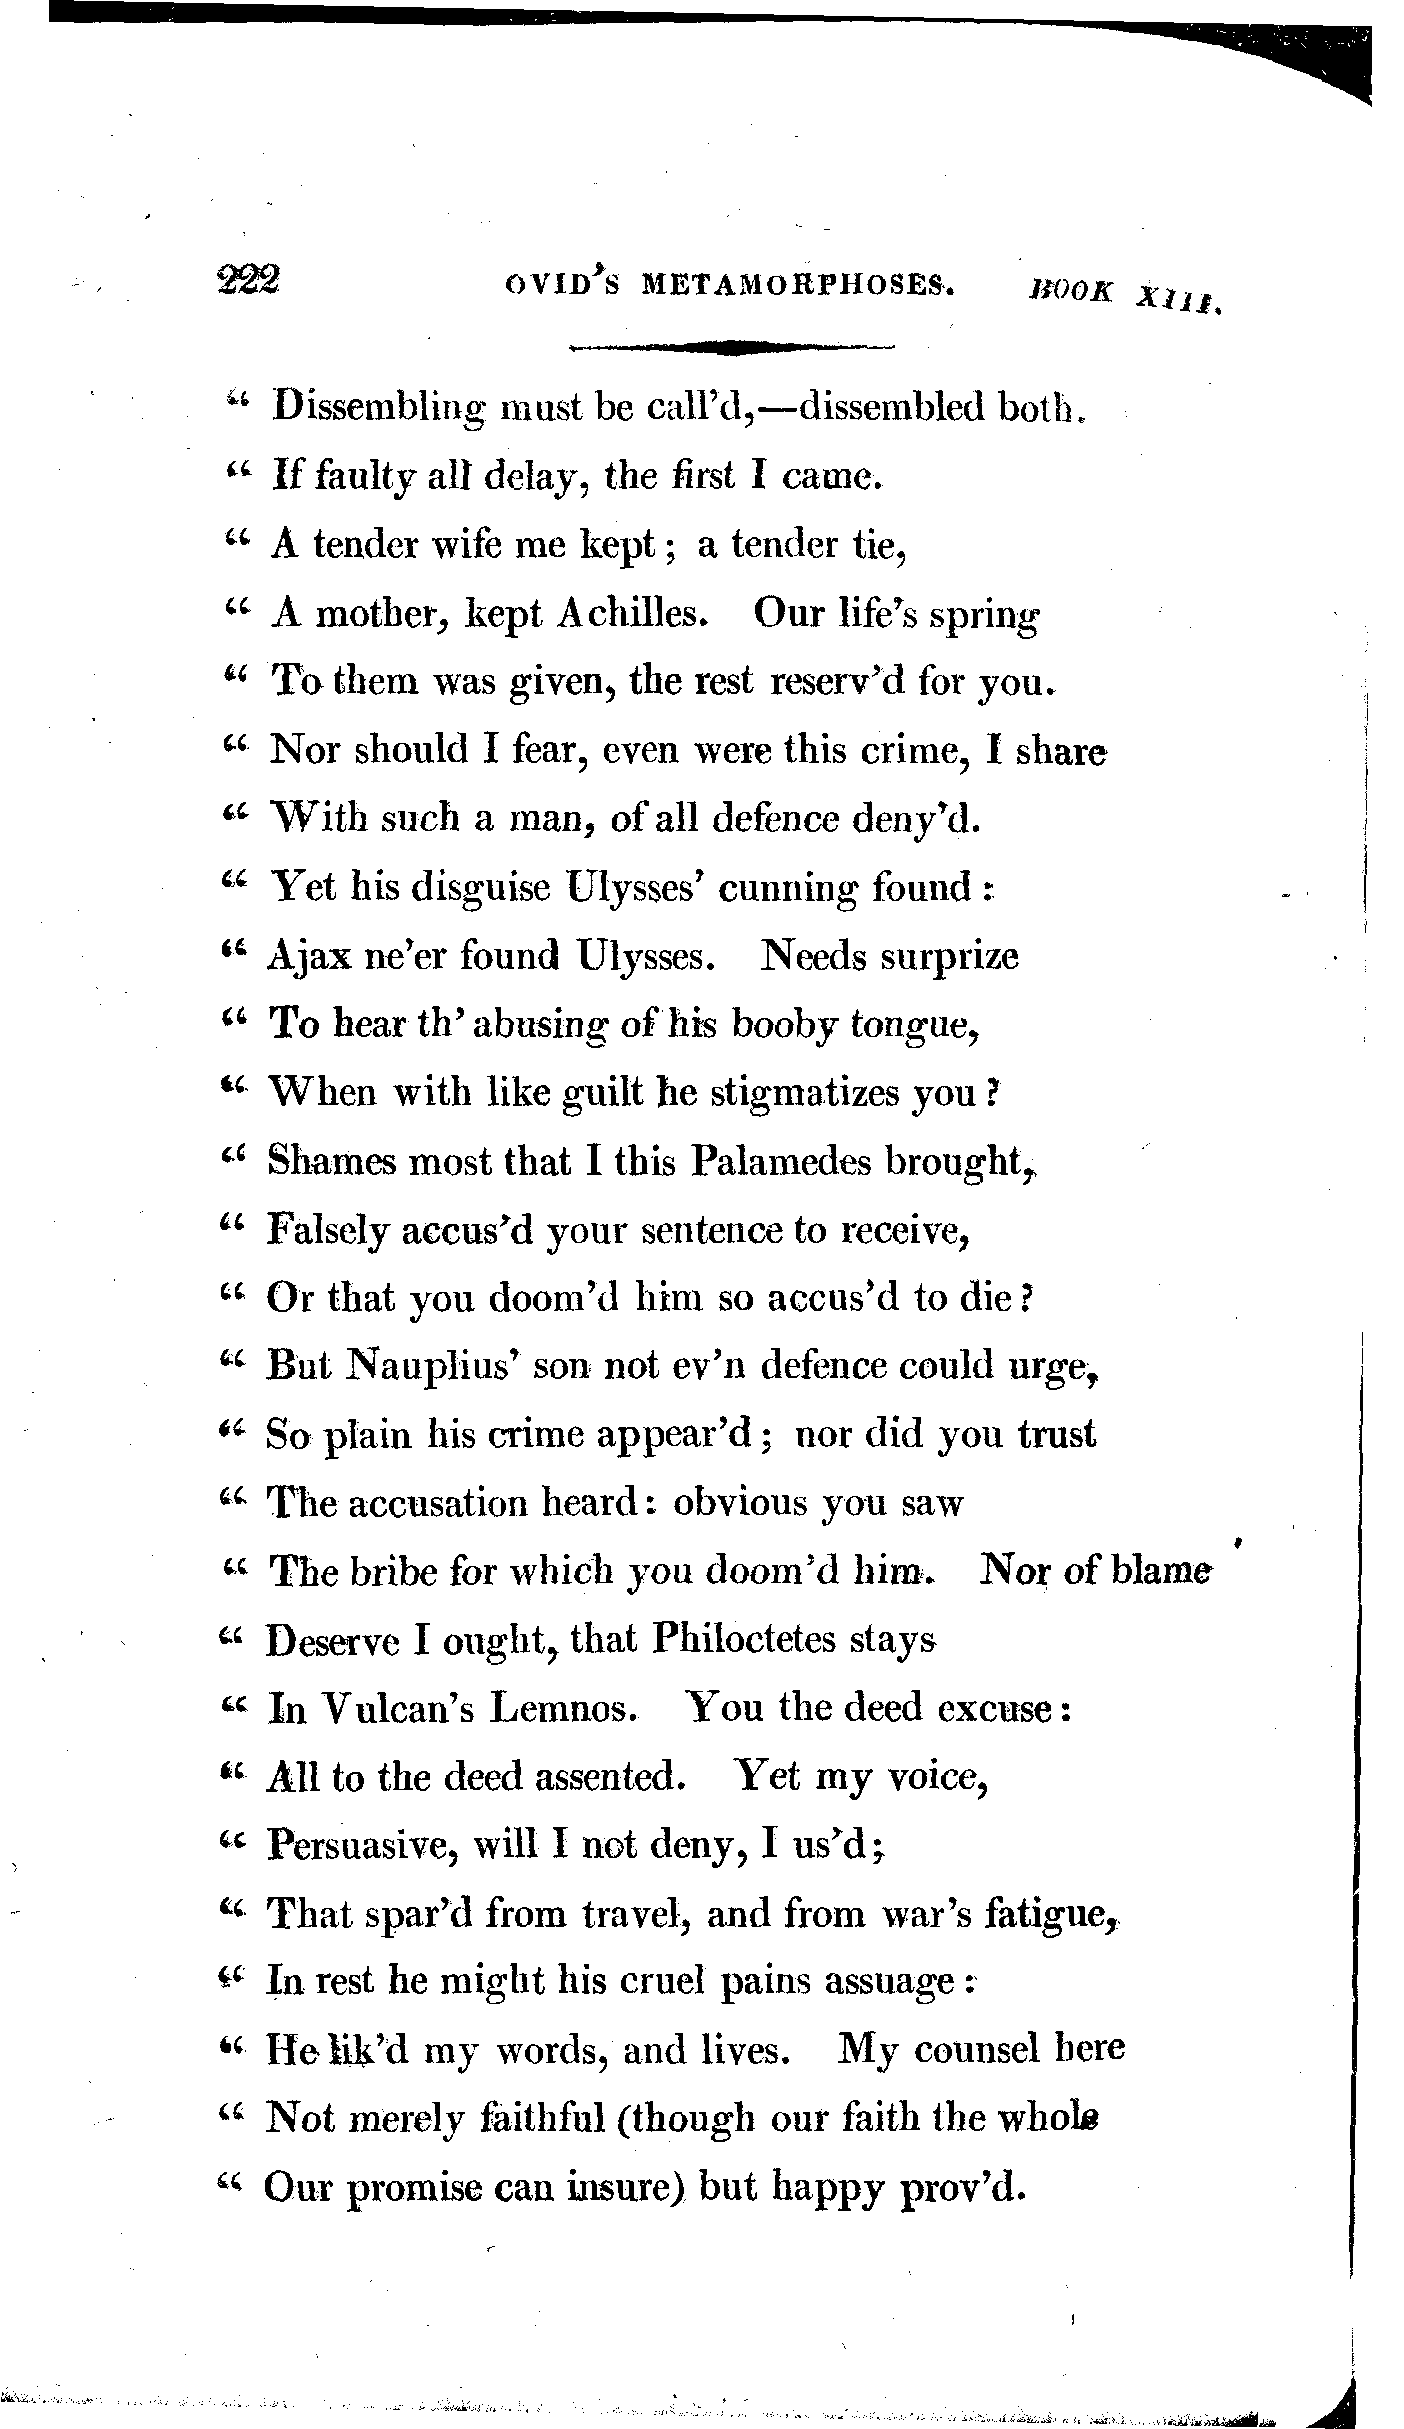 222 OVID'S METAMORPHOSES. BOOK XIII.
“ Dissembling must be call'd,—dissembled both.
“ If faulty all delay, the first I came.
“ A tender wife me kept; a tender tie,
“ A mother, kept Achilles. Our life's spring
“ To them was given, the rest reserv'd for you.
“ Nor should I fear, even were this crime, I share
“ With such a man, of all defence deny'd.
“ Yet his disguise Ulysses' cunning found:
“ Ajax ne'er found Ulysses. Needs surprize
“ To hear th' abusing of his booby tongue,
“ When with like guilt he stigmatizes you?
“ Shames most that I this Palamedes brought,
“ Falsely accus'd your sentence to receive,
“ Or that you doom'd him so accus'd to die?
“ But Nauplius' son not ev'n defence could urge,
“ So plain his crime appear'd; nor did you trust
“ The accusation heard: obvious you saw
“ The bribe for which you doom'd him. Nor of blame
“ Deserve I ought, that Philoctetes stays
“ In Vulcan's Lemnos. You the deed excuse:
“ All to the deed assented. Yet my voice,
“ Persuasive, will I not deny, I us'd;
“ That spar'd from travel, and from war's fatigue,
“ In rest he might his cruel pains assuage:
“ He lik'd my words, and lives. My counsel here
“ Not merely faithful (though our faith the whole
“ Our promise can insure) but happy prov'd.